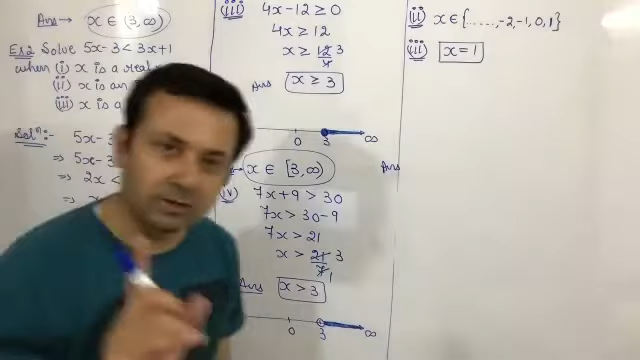 Ans → x ∈ (3, ∞)
Ex2 Solve 5x-3 < 3x+1
when (i) x is a real
(ii) x is an
(iii) x is a
Solⁿ:- 5x-3
⇒ 5x-3
⇒ 2x <
⇒ x
(iii) 4x-12 ≥ 0
4x ≥ 12
x ≥ 12 3
4
Ans x ≥ 3
0 3 ∞
x ∈ [3, ∞)
(iv) 7x+9 > 30
7x > 30-9
7x > 21
x > 21 3
7 1
Ans x > 3
0 3 ∞
(ii) x ∈ {......, -2, -1, 0, 1}
(iii) x = 1
Ans